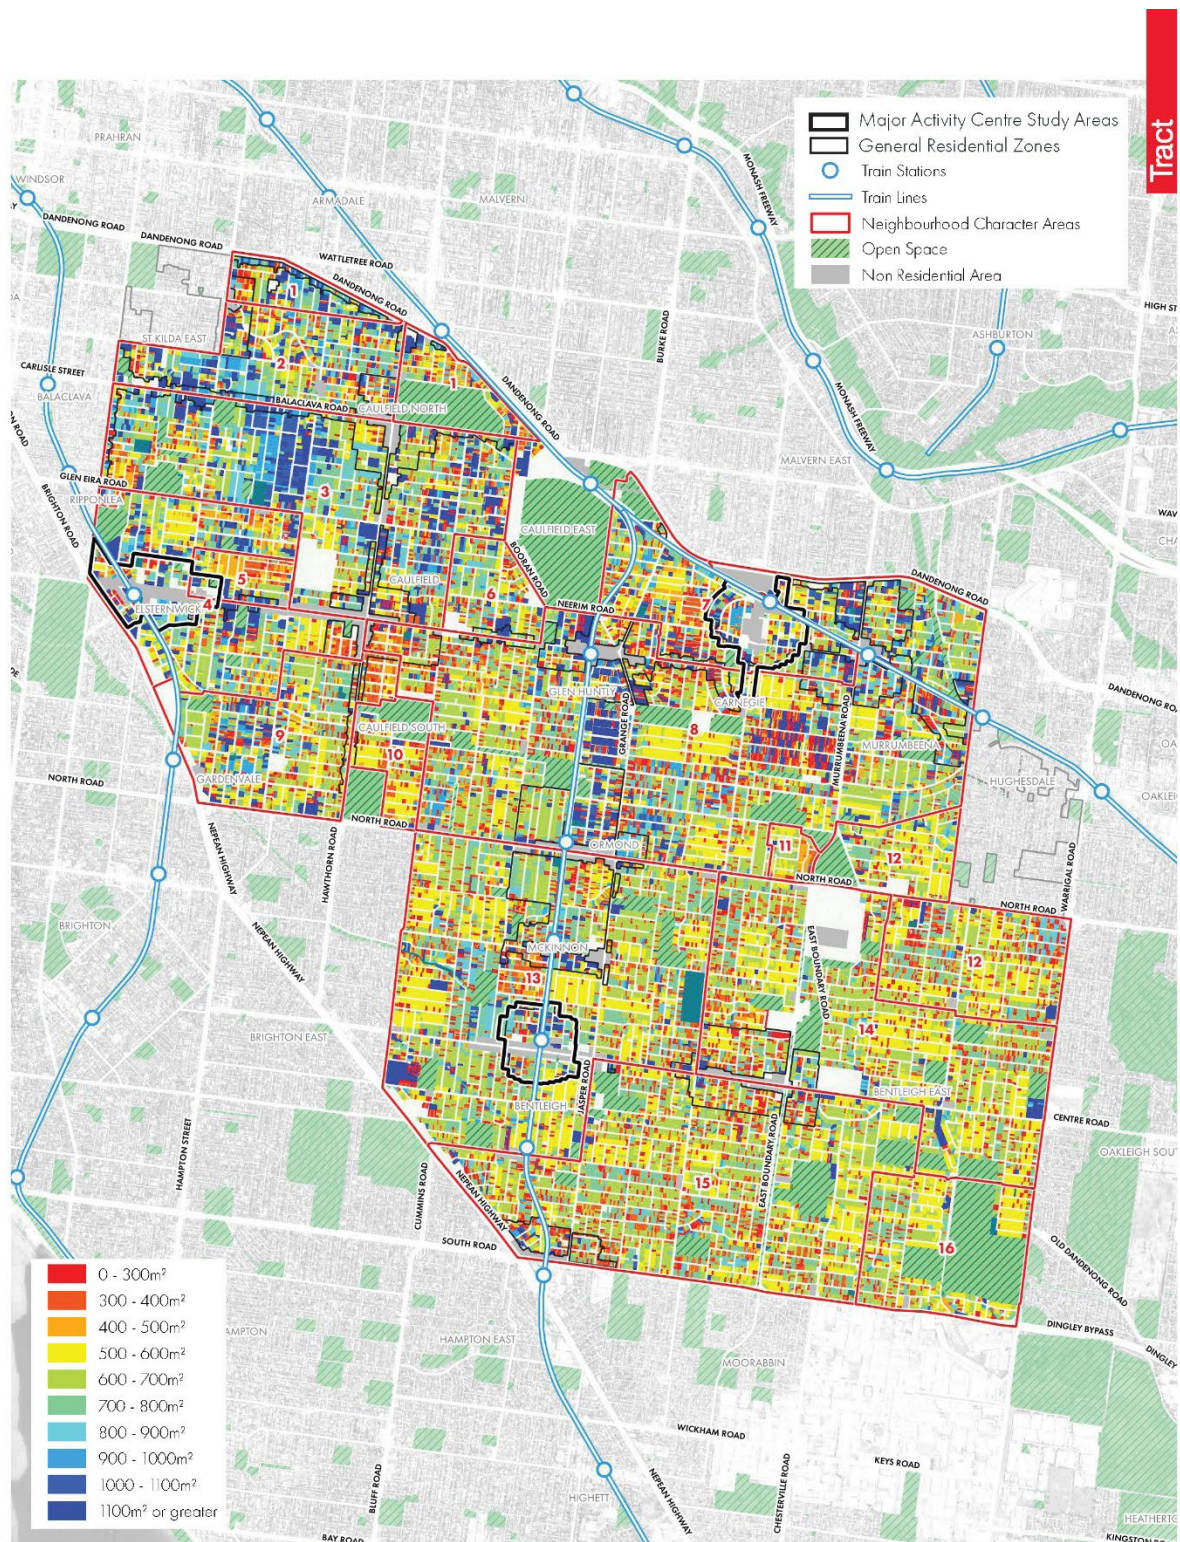 Tract
Major Activity Centre Study Areas
General Residential Zones
Train Stations
Train Lines
Neighbourhood Character Areas
Open Space
Non Residential Area
PRAHRAN
WINDSOR
ARMADALE
MALVERN
MONASH FREEWAY
DANDENONG ROAD
DANDENONG ROAD
WATTLETREE ROAD
DANDENONG ROAD
HIGH ST
1
ST KILDA EAST
BURKE ROAD
ASHBURTON
2
CARLISLE STREET
BALACLAVA
1
DANDENONG ROAD
MONASH FREEWAY
BALACLAVA ROAD
CAULFIELD NORTH
MALVERN EAST
GLEN EIRA ROAD
RIPPONLEA
3
BRIGHTON ROAD
CAULFIELD EAST
BOORAN ROAD
CAULFIELD
5
6
4
ELSTERNWICK
NEERIM ROAD
7
DANDENONG ROAD
GLEN HUNTLY
CARNEGIE
GRANGE ROAD
DANDENONG RO
CAULFIELD SOUTH
8
9
10
MURRUMBEENA ROAD
MURRUMBEENA
GARDENVALE
HUGHESDALE
NORTH ROAD
OAKLEI
NORTH ROAD
ORMOND
11
12
NORTH ROAD
HAWTHORN ROAD
NEPEAN HIGHWAY
WARRIGAL ROAD
NORTH ROAD
BRIGHTON
NEPEAN HIGHWAY
MCKINNON
EAST BOUNDARY ROAD
12
13
14
BRIGHTON EAST
JASPER ROAD
BENTLEIGH
BENTLEIGH EAST
CENTRE ROAD
HAMPTON STREET
EAST BOUNDARY ROAD
OAKLEIGH SOUT
CUMMINS ROAD
NEPEAN HIGHWAY
15
SOUTH ROAD
16
OLD DANDENONG ROAD
0 - 300m²
300 - 400m²
400 - 500m²
500 - 600m²
600 - 700m²
700 - 800m²
800 - 900m²
900 - 1000m²
1000 - 1100m²
1100m² or greater
AMPTON
HAMPTON EAST
DINGLEY BYPASS
DINGLEY
MOORABBIN
WICKHAM ROAD
KEYS ROAD
BLUFF ROAD
CHESTERVILLE ROAD
NEPEAN HIGHWAY
HIGHETT
HEATHERTO
BAY ROAD
KINGSTON RO